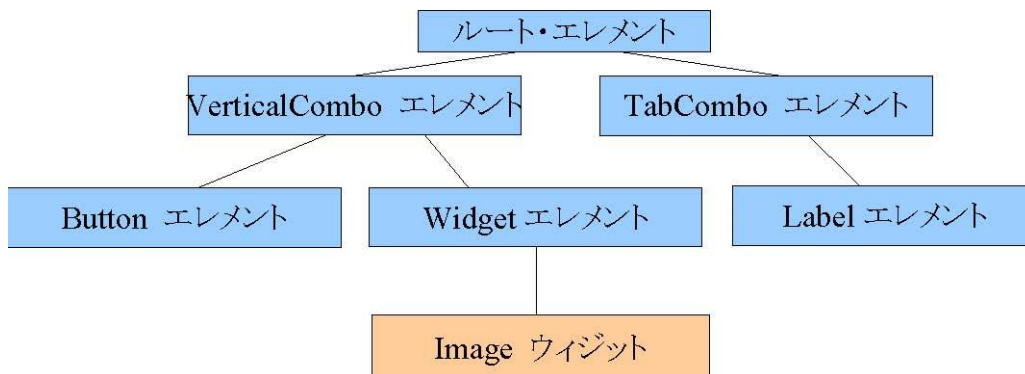 ルート・エレメント
VerticalCombo エレメント
TabCombo エレメント
Button エレメント
Widget エレメント
Label エレメント
Image ウィジット